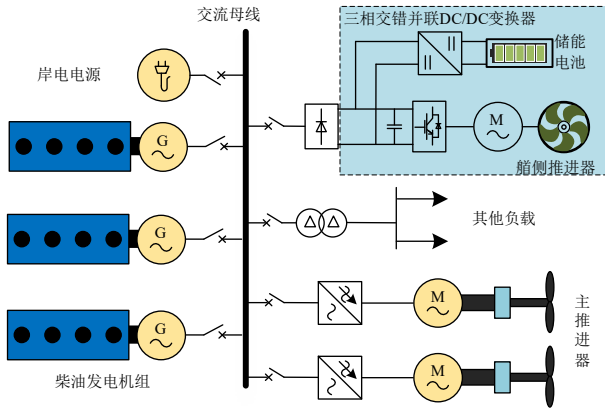 交流母线
三相交错并联DC/DC变换器
储能
电池
岸电电源
G
M
艏侧推进器
G
其他负载
M
主
推
进
器
G
M
柴油发电机组